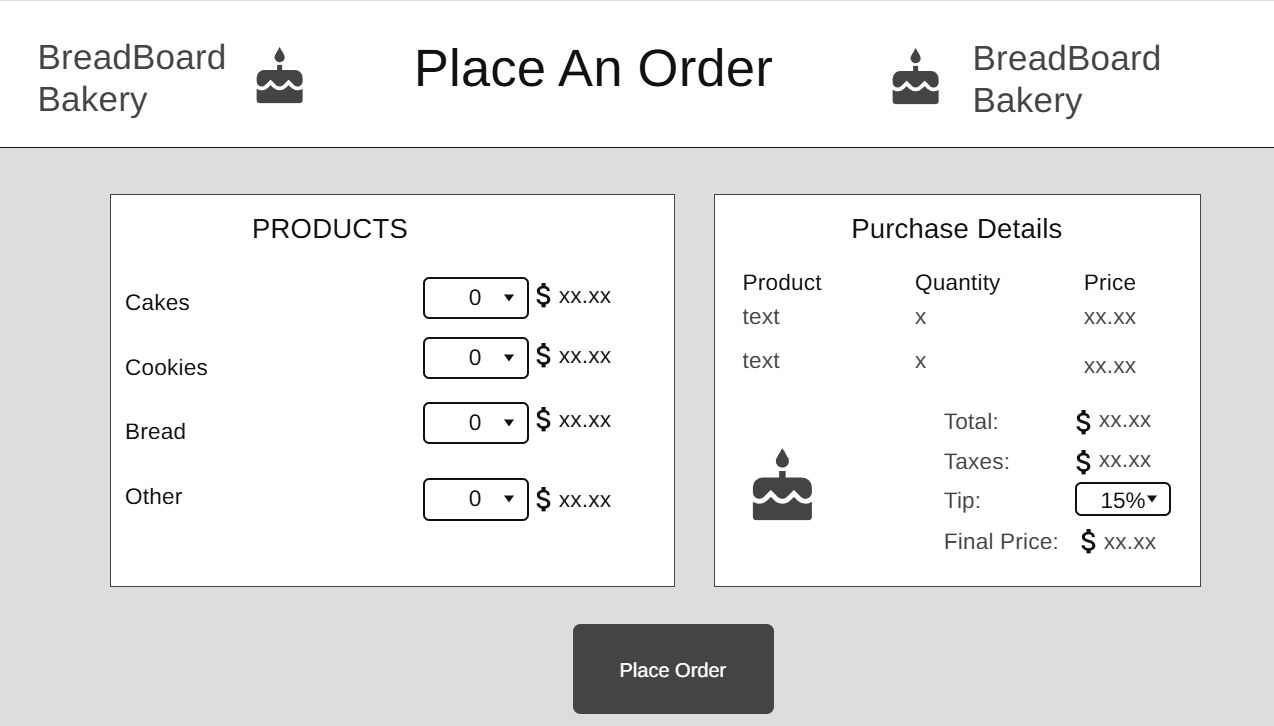 BreadBoard
Bakery
Place An Order
BreadBoard
Bakery
PRODUCTS
Cakes 0 $ xx.xx
Cookies 0 $ xx.xx
Bread 0 $ xx.xx
Other 0 $ xx.xx
Purchase Details
Product Quantity Price
text x xx.xx
text x xx.xx
Total: $ xx.xx
Taxes: $ xx.xx
Tip: 15%
Final Price: $ xx.xx
Place Order